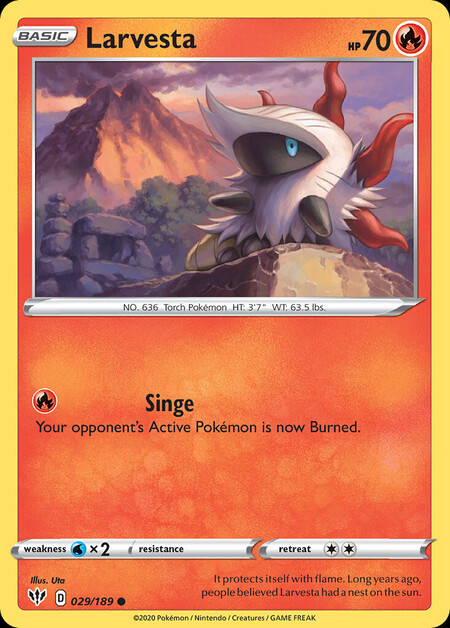 BASIC Larvesta HP 70
NO. 636 Torch Pokémon HT: 3'7" WT: 63.5 lbs.
Singe
Your opponent's Active Pokémon is now Burned.
weakness ×2 resistance retreat
Illus. Uta
It protects itself with flame. Long years ago,
people believed Larvesta had a nest on the sun.
D 029/189
©2020 Pokémon / Nintendo / Creatures / GAME FREAK